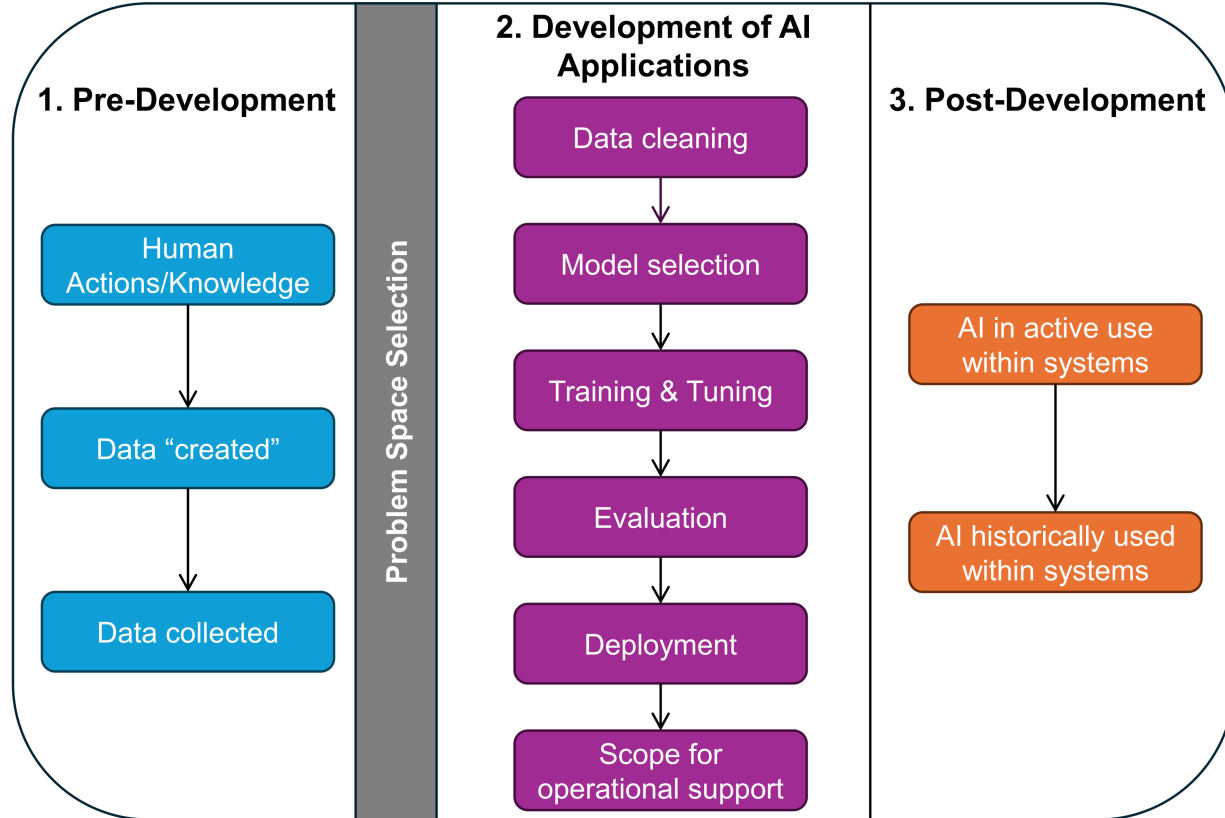 1. Pre-Development
Human
Actions/Knowledge
Data “created”
Data collected
Problem Space Selection
2. Development of AI
Applications
Data cleaning
Model selection
Training & Tuning
Evaluation
Deployment
Scope for
operational support
3. Post-Development
AI in active use
within systems
AI historically used
within systems